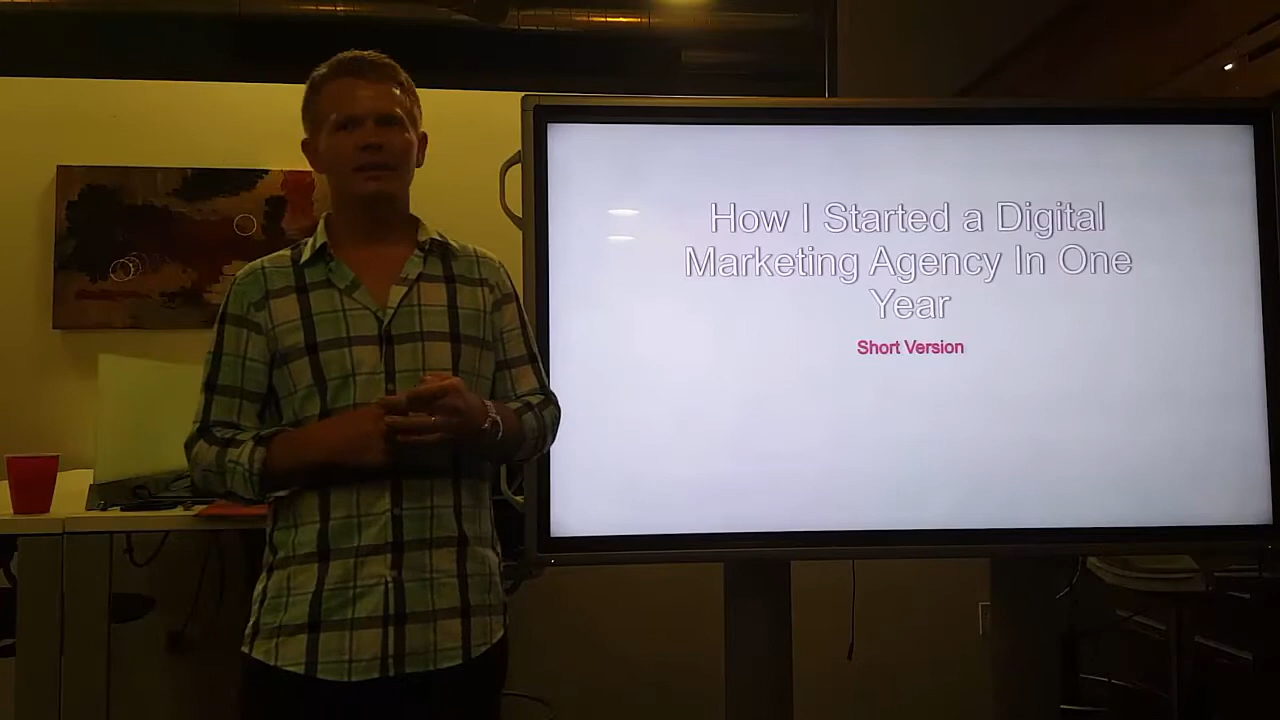 How I Started a Digital
Marketing Agency In One
Year
Short Version